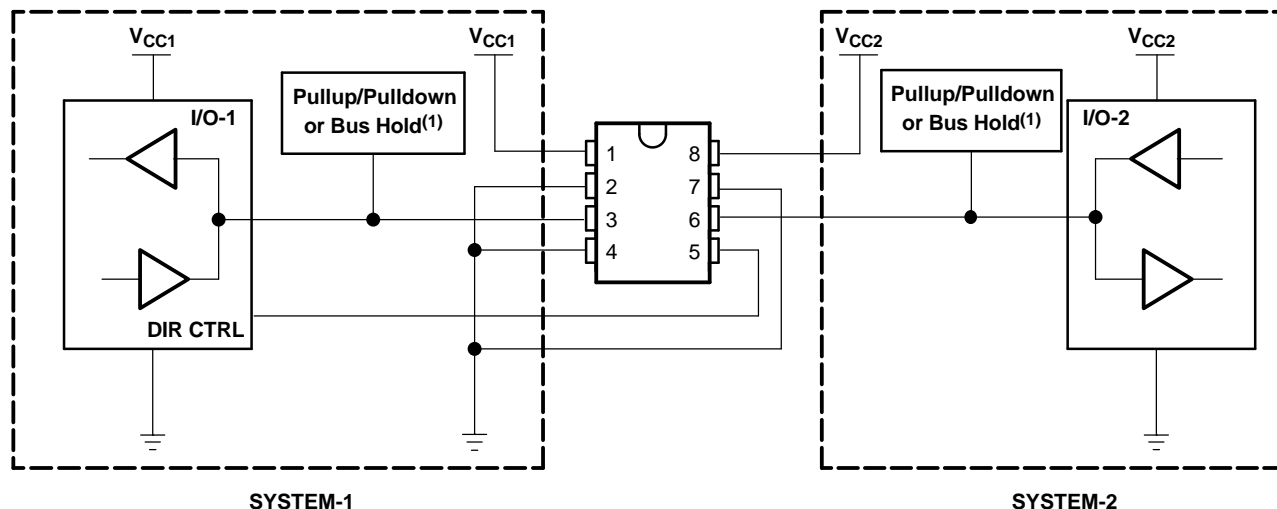 VCC1
I/O-1
DIR CTRL
Pullup/Pulldown
or Bus Hold(1)
VCC1
1
2
3
4
8
7
6
5
VCC2
Pullup/Pulldown
or Bus Hold(1)
VCC2
I/O-2
SYSTEM-1
SYSTEM-2